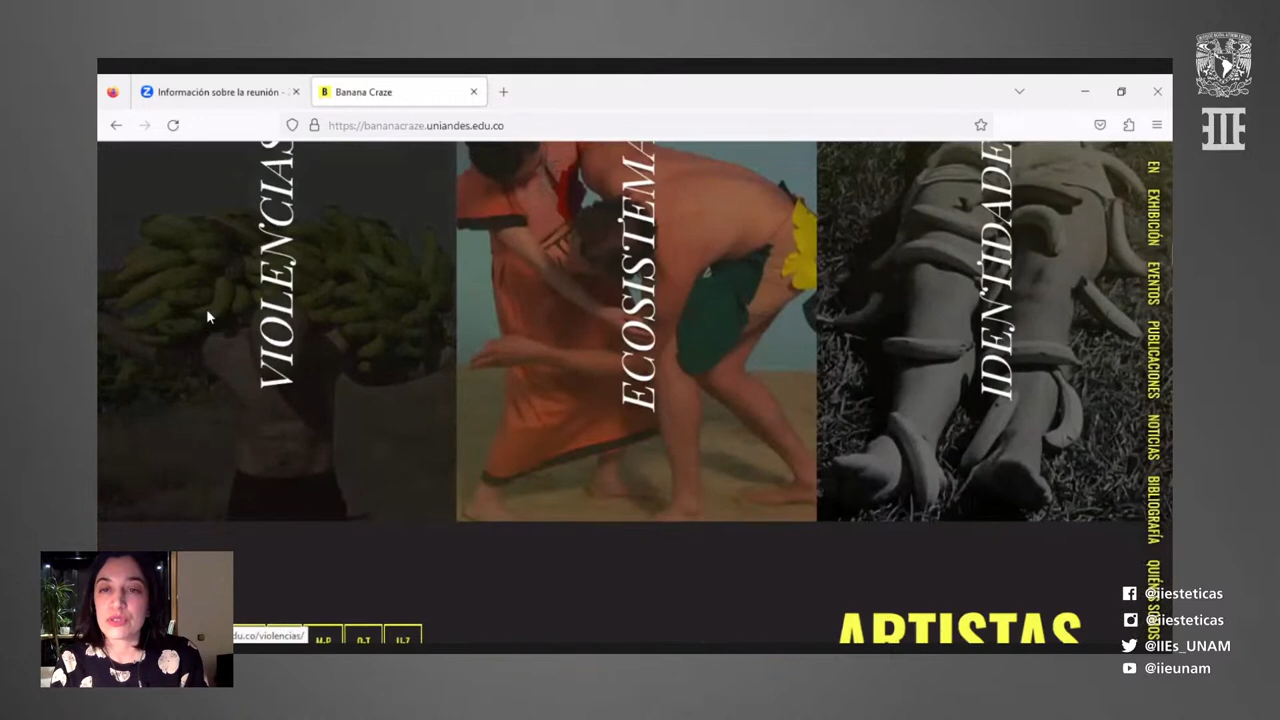 Información sobre la reunión - .
B Banana Craze
https://bananacraze.uniandes.edu.co
VIOLENCIAS
ECOSISTEMA
IDENTIDADE
EN EXHIBICIÓN EVENTOS PUBLICACIONES NOTICIAS BIBLIOGRAFÍA QUIÉNES SOMOS
ARTISTAS
du.co/violencias/
M-P
Q-T
U-Z
@iiesteticas
@iiesteticas
@IIEs_UNAM
@iieunam